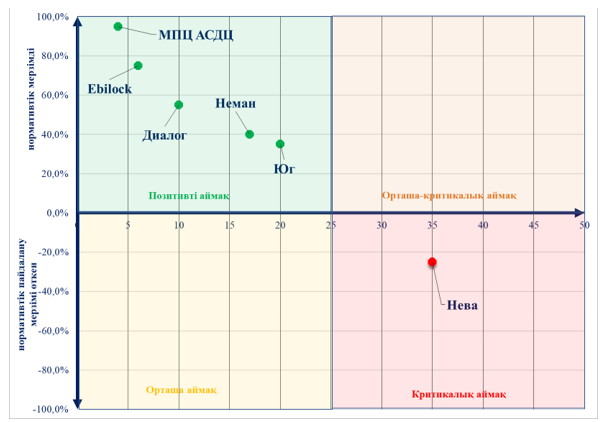 100,0%
80,0%
60,0%
40,0%
20,0%
0,0%
-20,0%
-40,0%
-60,0%
-80,0%
-100,0%
нормативтік мерзімді
нормативтік пайдалану
мерзімі өткен
МПЦ АСДЦ
Ebilock
Неман
Диалог
Юг
Позитивті аймақ
Орташа-критикалық аймақ
0 5 10 15 20 25 30 35 40 45 50
Нева
Орташа аймақ
Критикалық аймақ